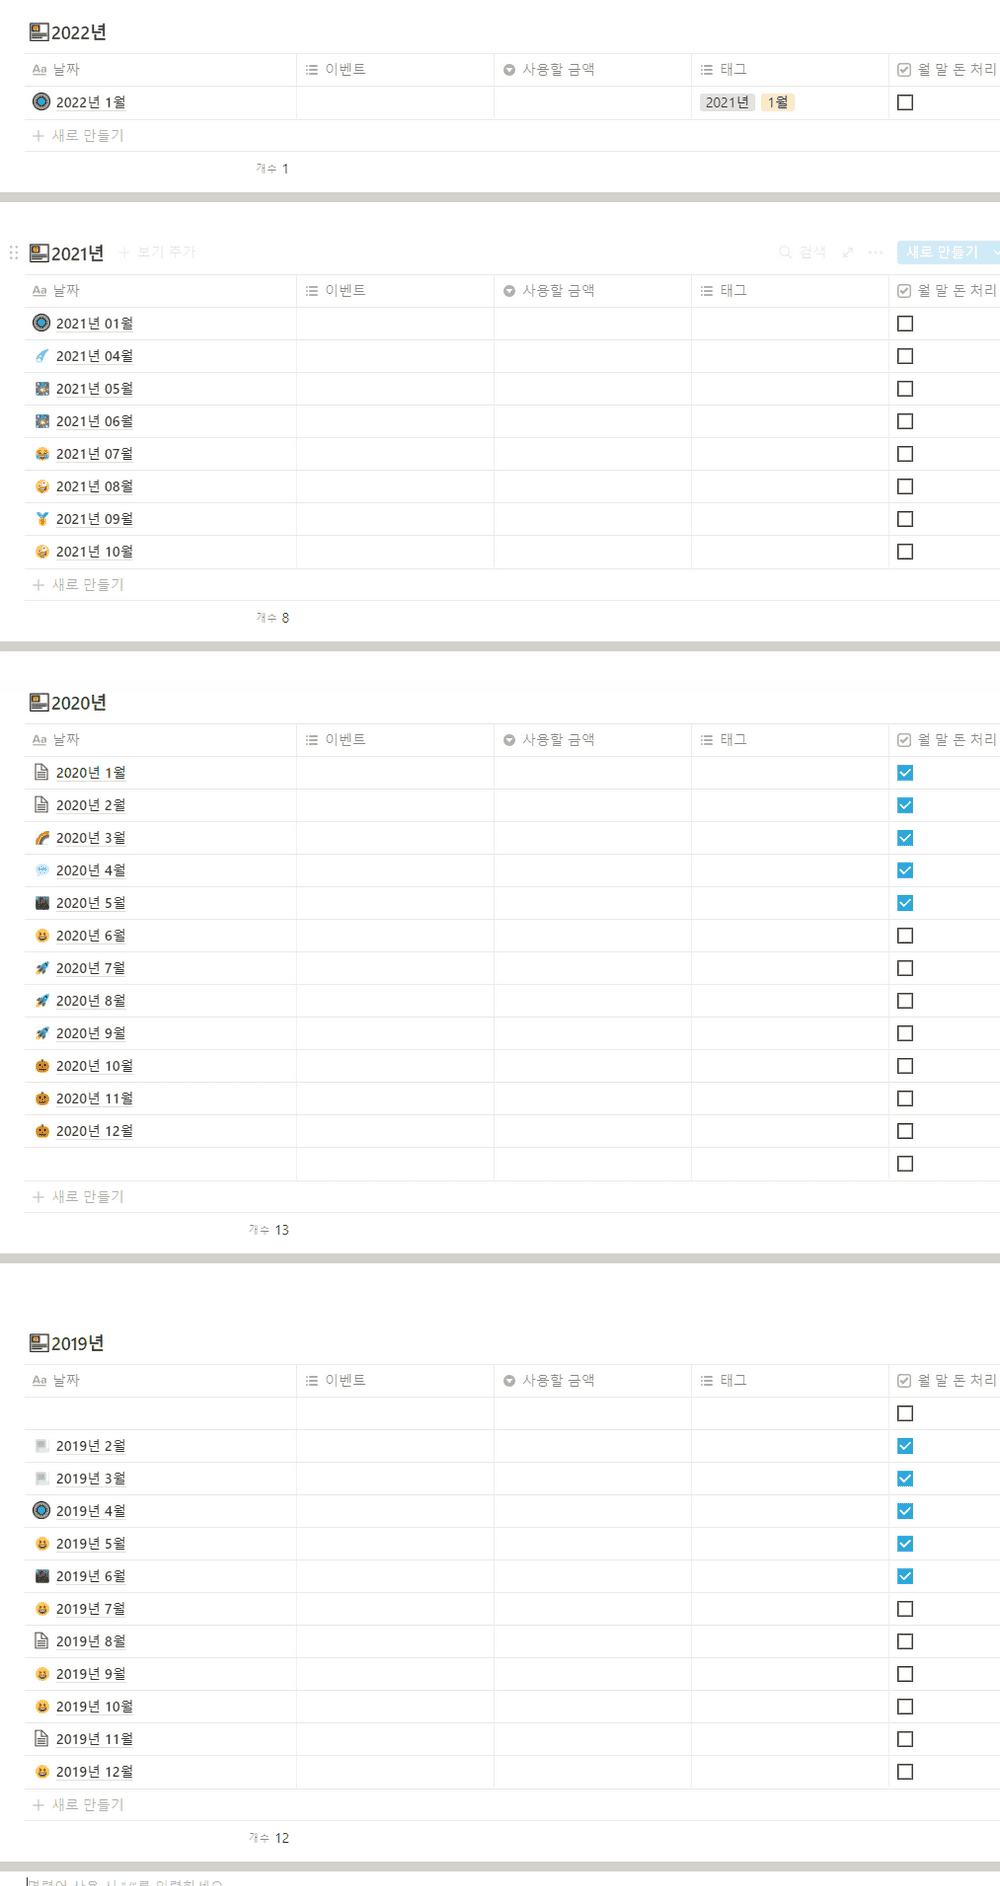 2022년
Aa 날짜 이벤트 사용할 금액 태그 월 말 돈 처리
2022년 1월 2021년 1월
+ 새로 만들기
개수 1
2021년 + 보기 추가 검색 새로 만들기
Aa 날짜 이벤트 사용할 금액 태그 월 말 돈 처리
2021년 01월
2021년 04월
2021년 05월
2021년 06월
2021년 07월
2021년 08월
2021년 09월
2021년 10월
+ 새로 만들기
개수 8
2020년
Aa 날짜 이벤트 사용할 금액 태그 월 말 돈 처리
2020년 1월
2020년 2월
2020년 3월
2020년 4월
2020년 5월
2020년 6월
2020년 7월
2020년 8월
2020년 9월
2020년 10월
2020년 11월
2020년 12월
+ 새로 만들기
개수 13
2019년
Aa 날짜 이벤트 사용할 금액 태그 월 말 돈 처리
2019년 2월
2019년 3월
2019년 4월
2019년 5월
2019년 6월
2019년 7월
2019년 8월
2019년 9월
2019년 10월
2019년 11월
2019년 12월
+ 새로 만들기
개수 12